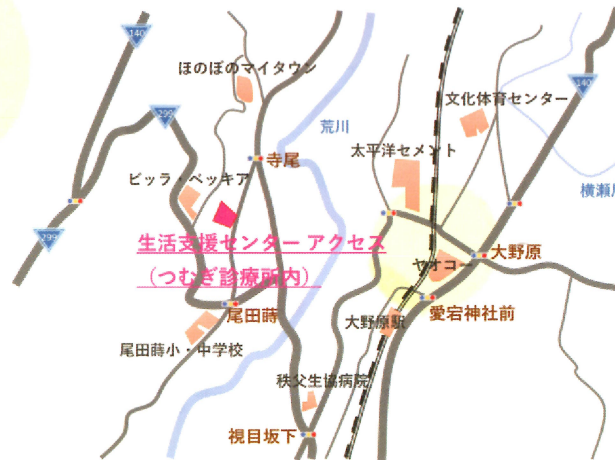 140
ほのぼのマイタウン
140
文化体育センター
299
荒川
太平洋セメント
寺尾
ビッラ・ベッキア
生活支援センター アクセス
（つむぎ診療所内）
299
大野原
ヤオコー
尾田蒔
大野原駅
愛宕神社前
尾田蒔小・中学校
秩父生協病院
視目坂下